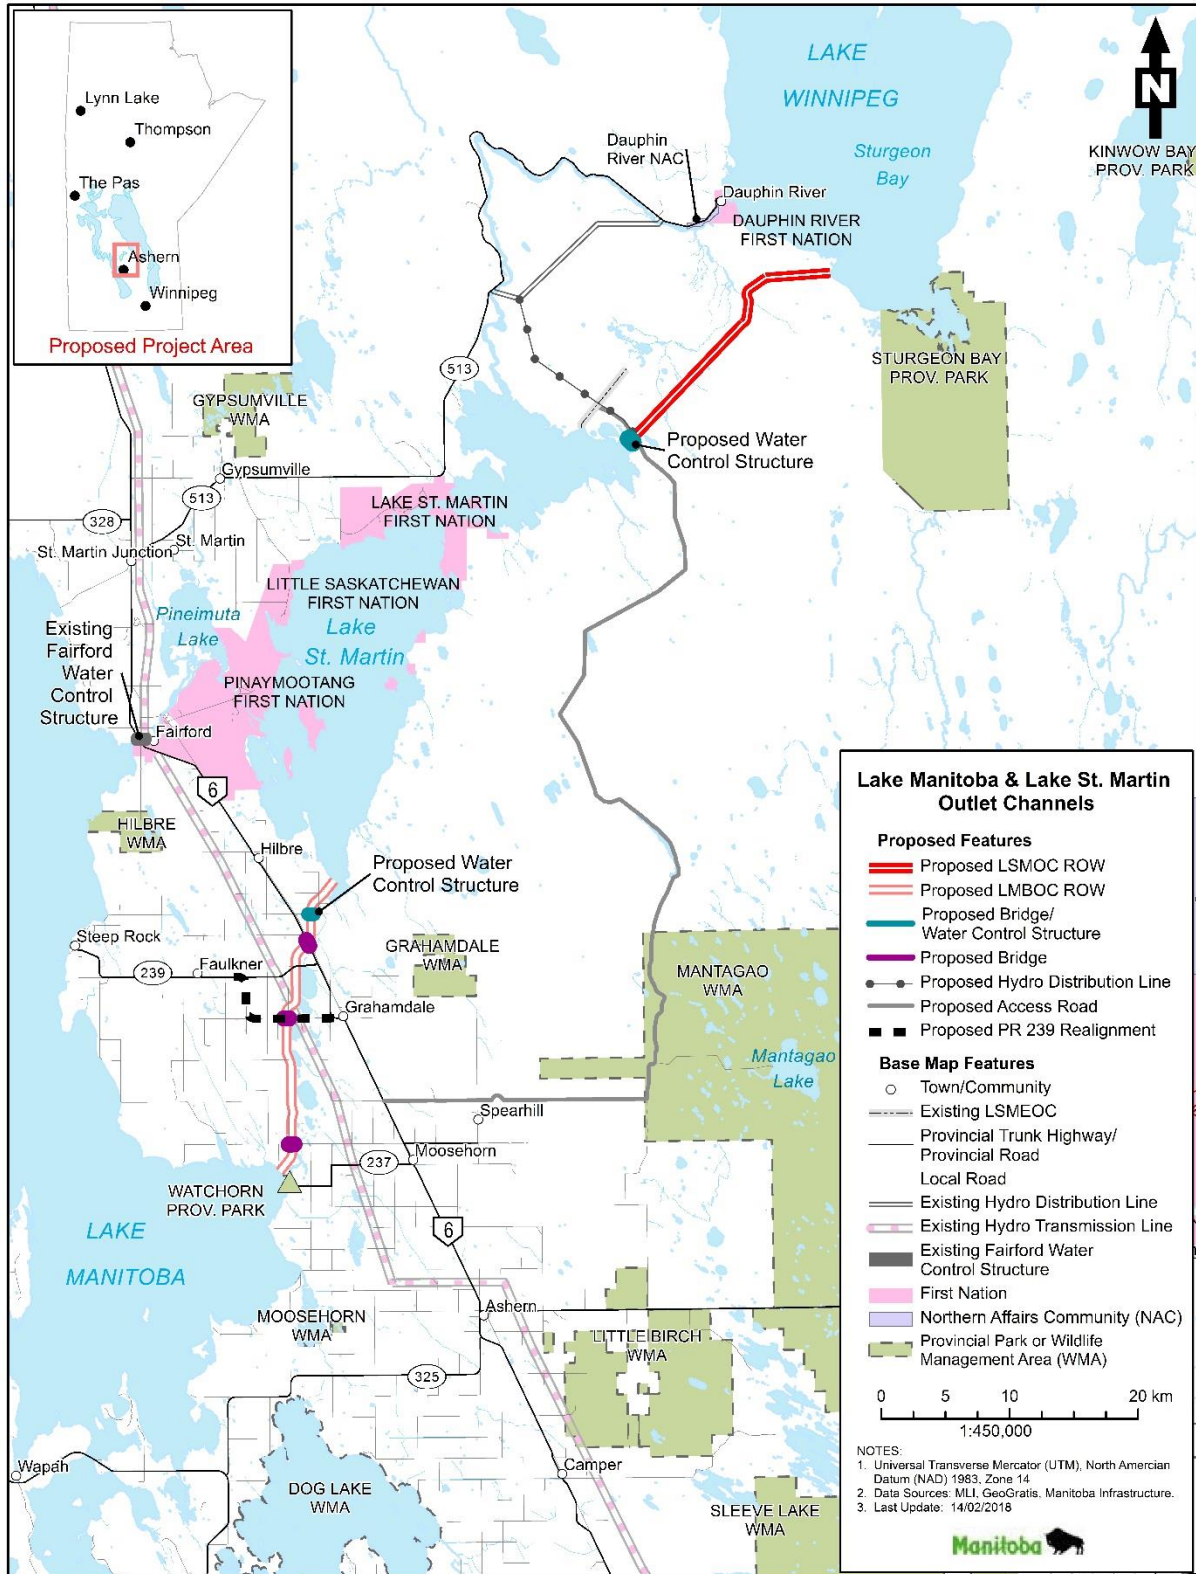 Lynn Lake
Thompson
The Pas
Ashern
Winnipeg
Proposed Project Area
LAKE
WINNIPEG
Sturgeon
Bay
N
KINWOW BAY
PROV. PARK
Dauphin
River NAC
Dauphin River
DAUPHIN RIVER
FIRST NATION
STURGEON BAY
PROV. PARK
513
GYPSUMVILLE
WMA
Proposed Water
Control Structure
Gypsumville
LAKE ST. MARTIN
FIRST NATION
513
328
St. Martin
St. Martin Junction
LITTLE SASKATCHEWAN
FIRST NATION
Pineimuta
Lake
Lake
St. Martin
Existing
Fairford
Water
Control
Structure
PINAYMOOTANG
FIRST NATION
Fairford
6
HILBRE
WMA
Hilbre
Proposed Water
Control Structure
Steep Rock
239
Faulkner
GRAHAMDALE
WMA
MANTAGAO
WMA
Grahamdale
Mantagao
Lake
Spearhill
Moosehorn
237
WATCHORN
PROV. PARK
6
LAKE
MANITOBA
MOOSEHORN
WMA
Ashern
LITTLE BIRCH
WMA
325
Wapah
Camper
DOG LAKE
WMA
SLEEVE LAKE
WMA
Lake Manitoba & Lake St. Martin
Outlet Channels
Proposed Features
Proposed LSMOC ROW
Proposed LMBOC ROW
Proposed Bridge/
Water Control Structure
Proposed Bridge
Proposed Hydro Distribution Line
Proposed Access Road
Proposed PR 239 Realignment
Base Map Features
Town/Community
Existing LSMEOC
Provincial Trunk Highway/
Provincial Road
Local Road
Existing Hydro Distribution Line
Existing Hydro Transmission Line
Existing Fairford Water
Control Structure
First Nation
Northern Affairs Community (NAC)
Provincial Park or Wildlife
Management Area (WMA)
0 5 10 20 km
1:450,000
NOTES:
1. Universal Transverse Mercator (UTM), North Amercian
Datum (NAD) 1983, Zone 14
2. Data Sources: MLI, GeoGratis, Manitoba Infrastructure.
3. Last Update: 14/02/2018
Manitoba